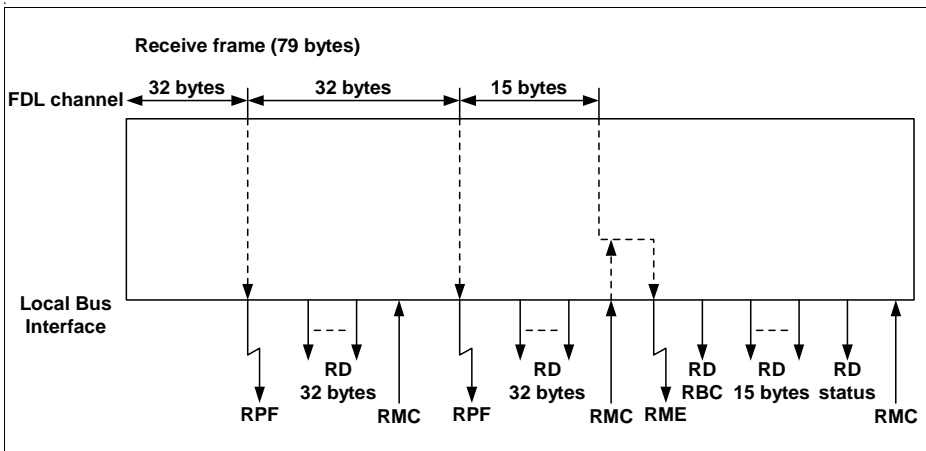 Receive frame (79 bytes)
32 bytes
32 bytes
15 bytes
FDL channel
Local Bus
Interface
RD
32 bytes
RD
32 bytes
RD
RBC
RD
15 bytes
RD
status
RPF
RMC
RPF
RMC
RME
RMC